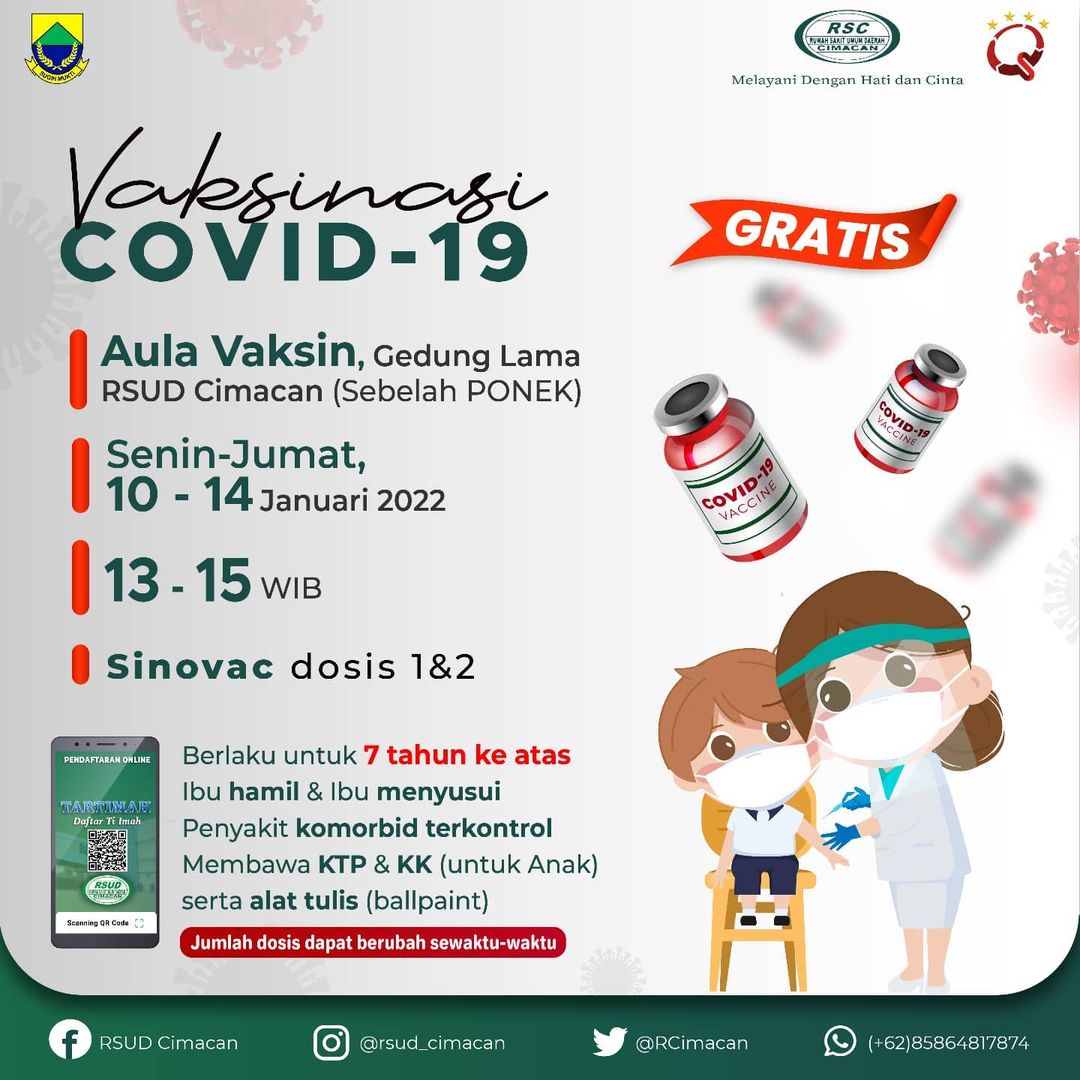 SUGIH MUKTI
RSC
RUMAH SAKIT UMUM DAERAH
CIMACAN
Melayani Dengan Hati dan Cinta
Vaksinasi
COVID-19
GRATIS
Aula Vaksin, Gedung Lama
RSUD Cimacan (Sebelah PONEK)
Senin-Jumat,
10 - 14 Januari 2022
13 - 15 WIB
Sinovac dosis 1&2
COVID-19
VACCINE
COVID-19
VACCINE
PENDAFTARAN ONLINE
TARTIMAH
Daftar Ti Imah
RSUD
CIMACAN
Scanning QR Code
Berlaku untuk 7 tahun ke atas
Ibu hamil & Ibu menyusui
Penyakit komorbid terkontrol
Membawa KTP & KK (untuk Anak)
serta alat tulis (ballpaint)
Jumlah dosis dapat berubah sewaktu-waktu
RSUD Cimacan
@rsud_cimacan
@RCimacan
(+62)85864817874